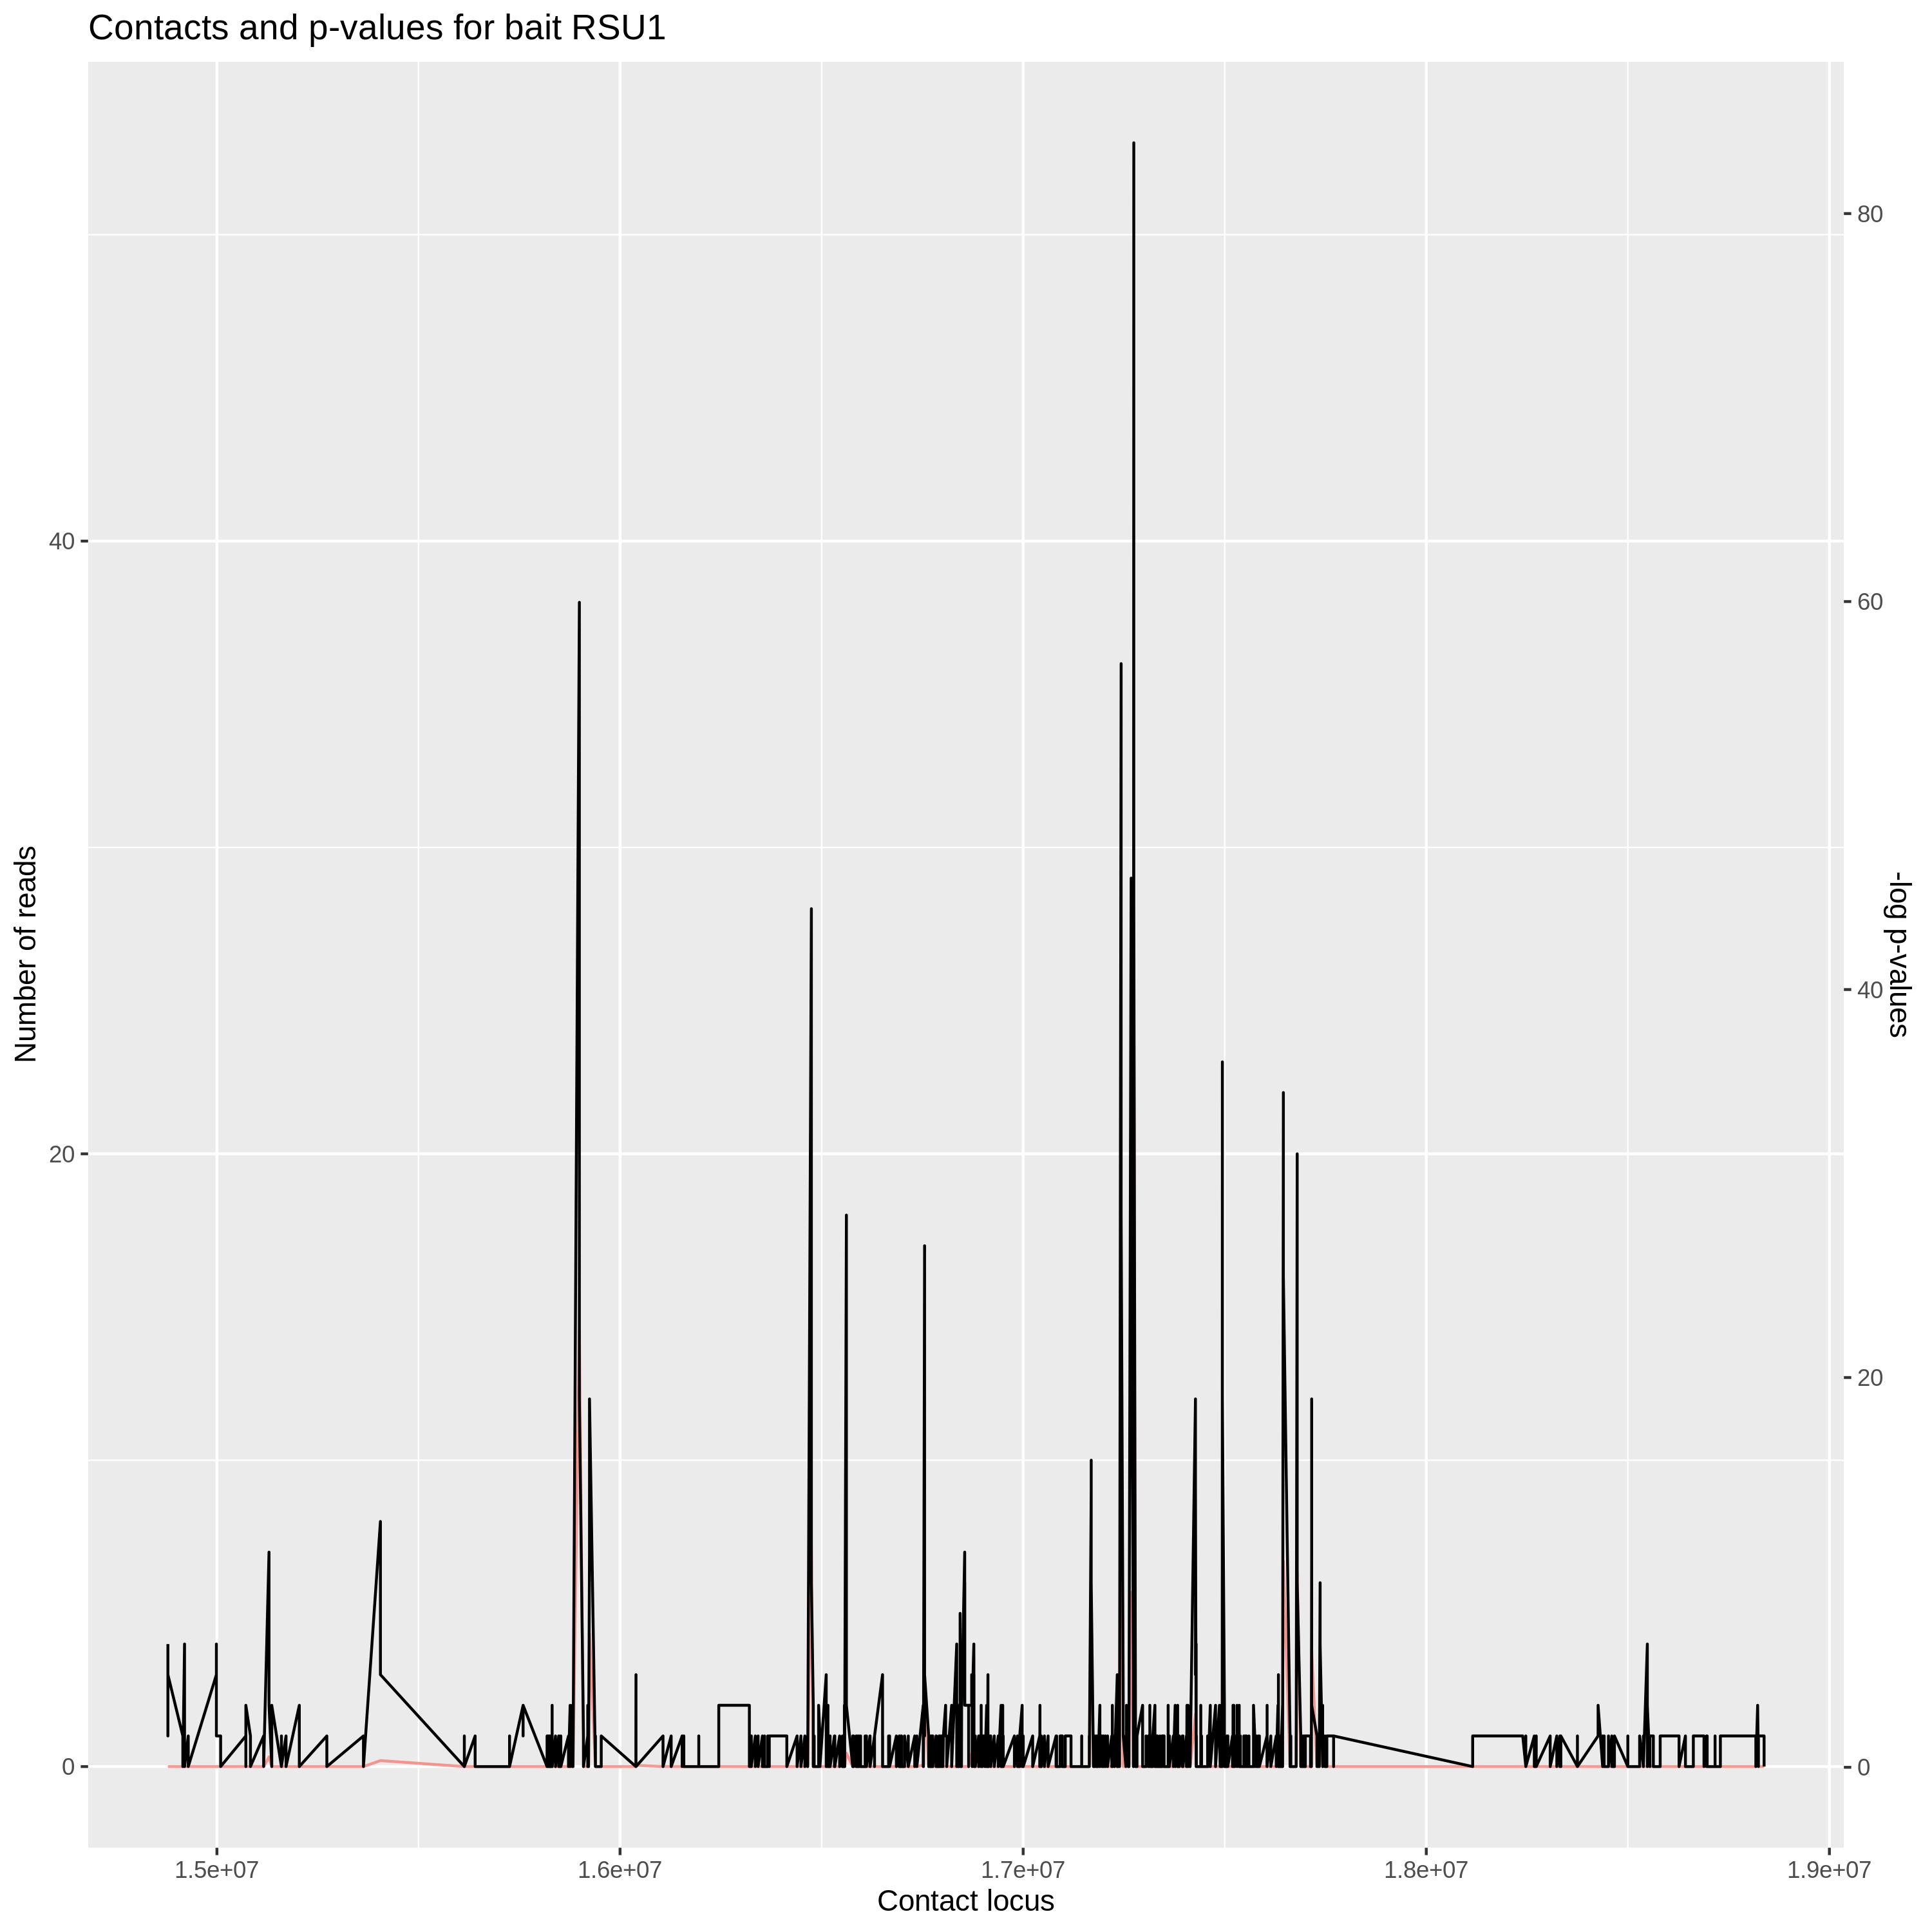 Contacts and p-values for bait RSU1
Number of reads
40
20
0
80
60
40
20
0
-log p-values
1.5e+07 1.6e+07 1.7e+07 1.8e+07 1.9e+07
Contact locus